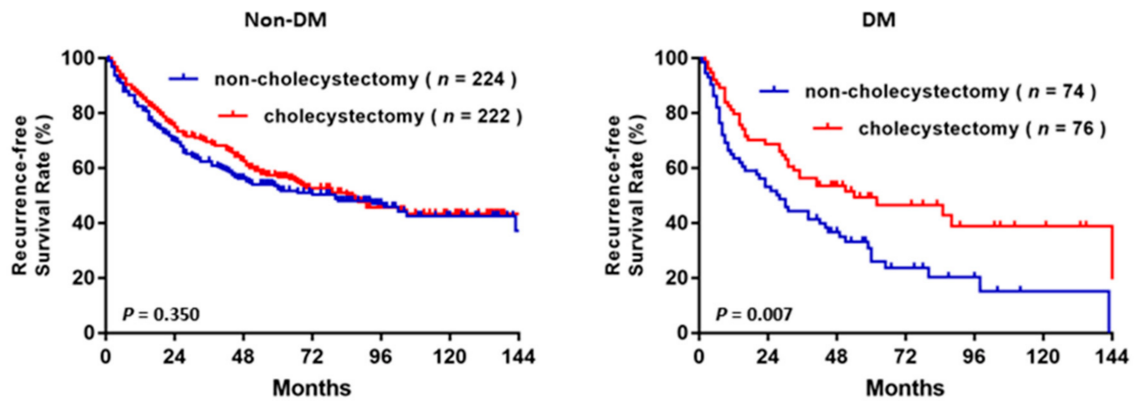 Non-DM
100
80
60
40
20
0
Recurrence-free
Survival Rate (%)
non-cholecystectomy ( n = 224 )
cholecystectomy ( n = 222 )
P = 0.350
0 24 48 72 96 120 144
Months
DM
100
80
60
40
20
0
Recurrence-free
Survival Rate (%)
non-cholecystectomy ( n = 74 )
cholecystectomy ( n = 76 )
P = 0.007
0 24 48 72 96 120 144
Months